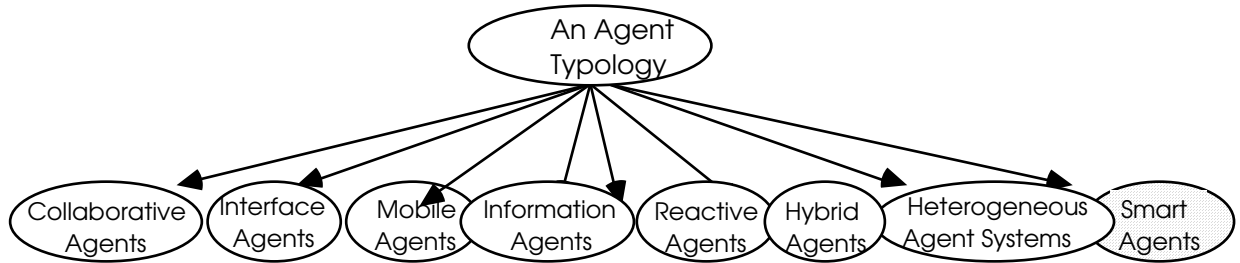 An Agent
Typology
Collaborative
Agents
Interface
Agents
Mobile
Agents
Information
Agents
Reactive
Agents
Hybrid
Agents
Heterogeneous
Agent Systems
Smart
Agents